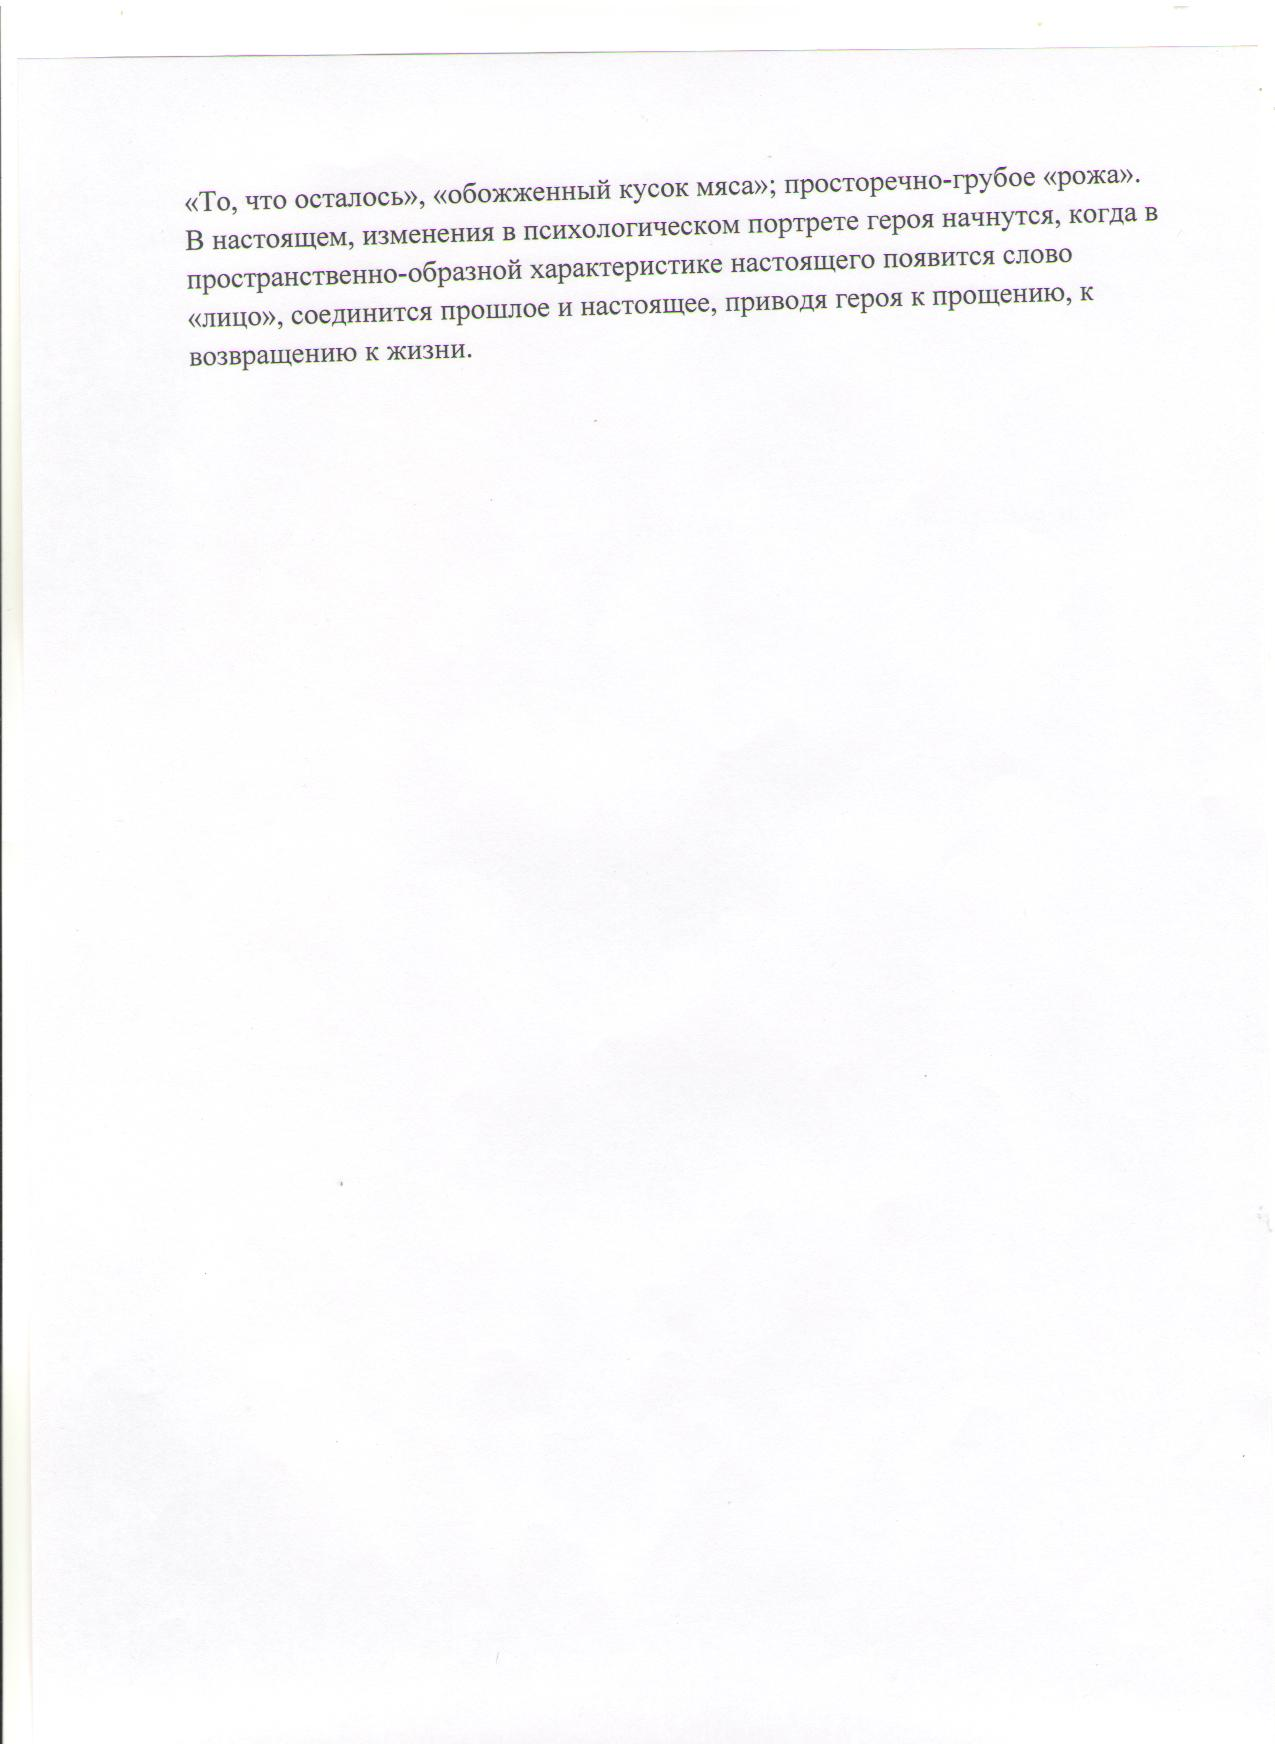 «То, что осталось», «обожженный кусок мяса»; просторечно-грубое «рожа».
В настоящем, изменения в психологическом портрете героя начнутся, когда в
пространственно-образной характеристике настоящего появится слово
«лицо», соединится прошлое и настоящее, приводя героя к прощению, к
возвращению к жизни.